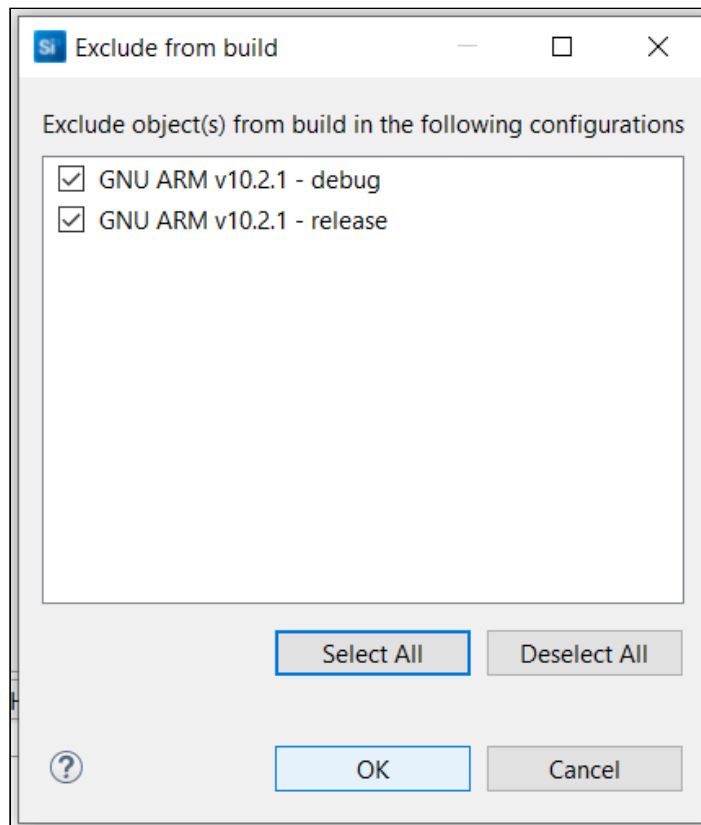 Si Exclude from build
Exclude object(s) from build in the following configurations
GNU ARM v10.2.1 - debug
GNU ARM v10.2.1 - release
Select All Deselect All
H
? OK Cancel